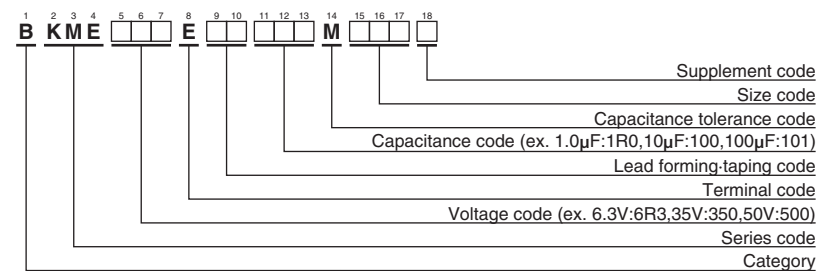 1 2 3 4 5 6 7 8 9 10 11 12 13 14 15 16 17 18
B KME E M
Supplement code
Size code
Capacitance tolerance code
Capacitance code (ex. 1.0µF:1R0,10µF:100,100µF:101)
Lead forming·taping code
Terminal code
Voltage code (ex. 6.3V:6R3,35V:350,50V:500)
Series code
Category